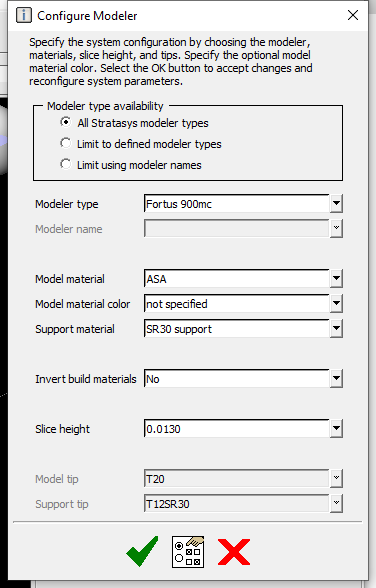 Configure Modeler
Specify the system configuration by choosing the modeler,
materials, slice height, and tips. Specify the optional model
material color. Select the OK button to accept changes and
reconfigure system parameters.
Modeler type availability
All Stratasys modeler types
Limit to defined modeler types
Limit using modeler names
Modeler type Fortus 900mc
Modeler name
Model material ASA
Model material color not specified
Support material SR30 support
Invert build materials No
Slice height 0.0130
Model tip T20
Support tip T12SR30